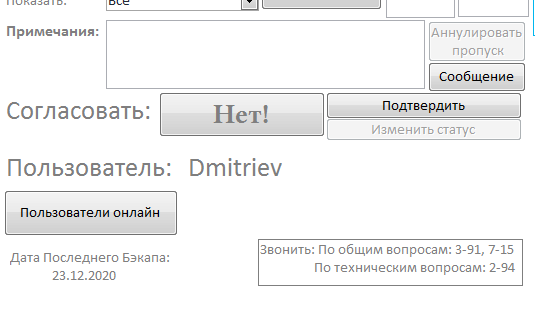 Показать:
Все
Примечания:
Аннулировать
пропуск
Сообщение
Согласовать:
Нет!
Подтвердить
Изменить статус
Пользователь: Dmitriev
Пользователи онлайн
Дата Последнего Бэкапа:
23.12.2020
Звонить: По общим вопросам: 3-91, 7-15
По техническим вопросам: 2-94